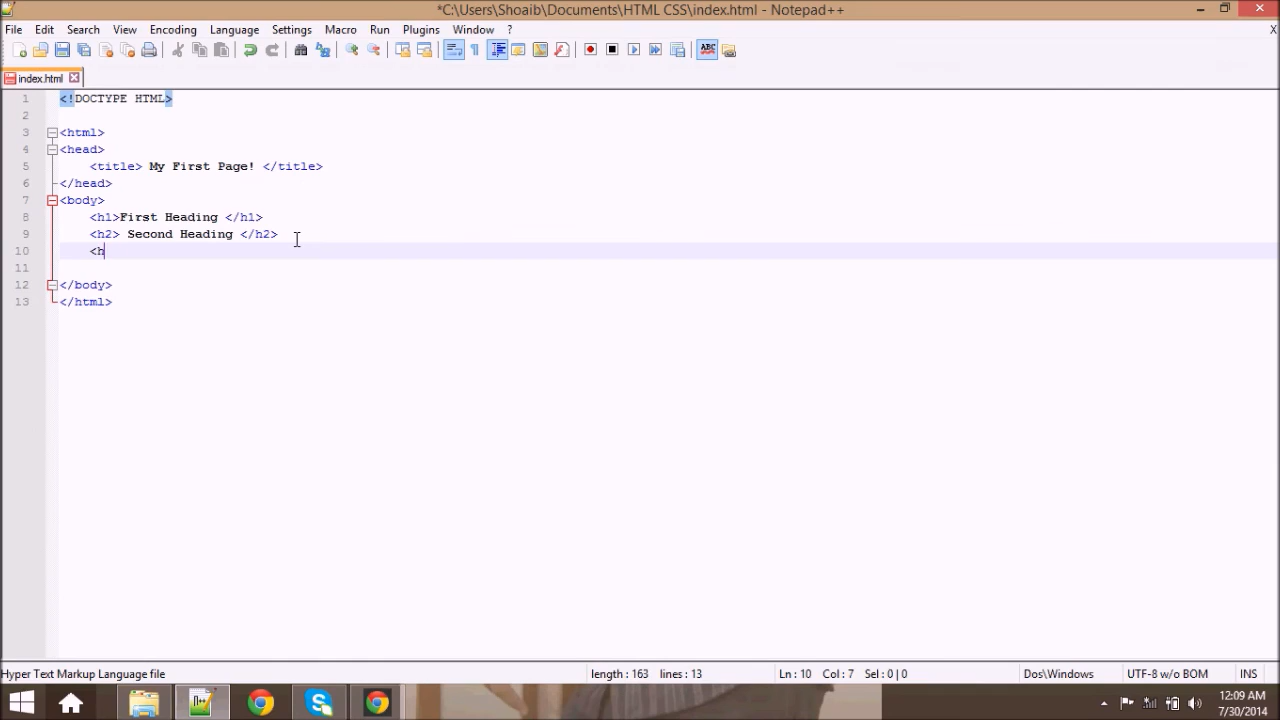 *C:\Users\Shoaib\Documents\HTML CSS\index.html - Notepad++
File Edit Search View Encoding Language Settings Macro Run Plugins Window ? X
index.html
1 <!DOCTYPE HTML>
2
3 <html>
4 <head>
5 <title> My First Page! </title>
6 </head>
7 <body>
8 <h1>First Heading </h1>
9 <h2> Second Heading </h2>
10 <h
11
12 </body>
13 </html>
Hyper Text Markup Language file length : 163 lines : 13 Ln : 10 Col : 7 Sel : 0 | 0 Dos\Windows UTF-8 w/o BOM INS
12:09 AM
7/30/2014